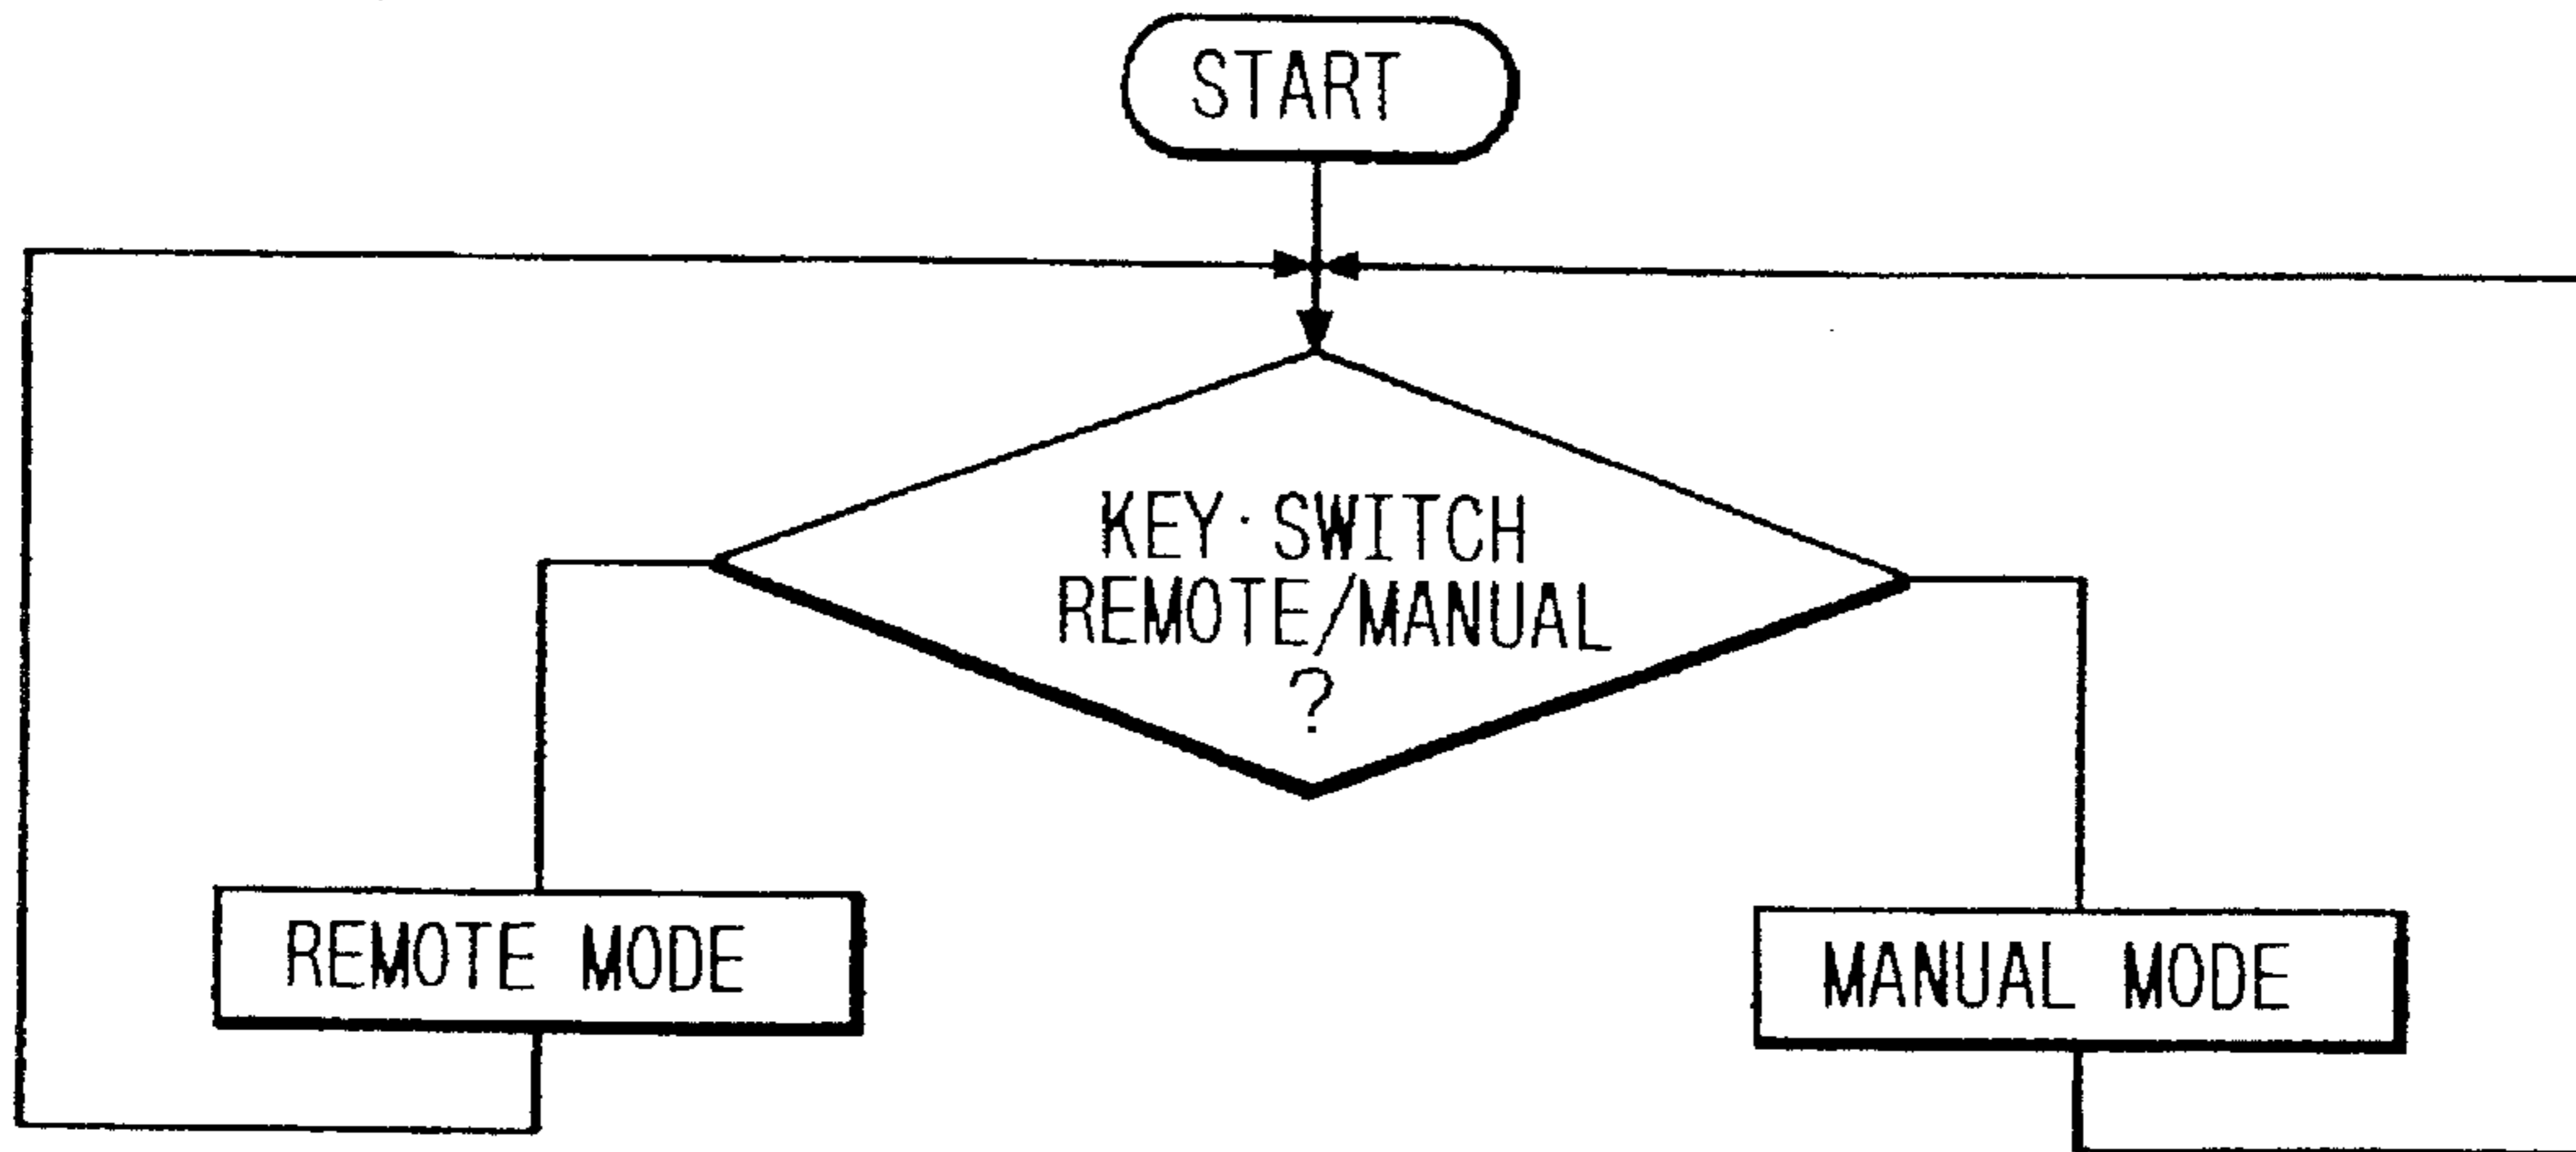 START
KEY SWITCH
REMOTE/MANUAL
?
REMOTE MODE
MANUAL MODE